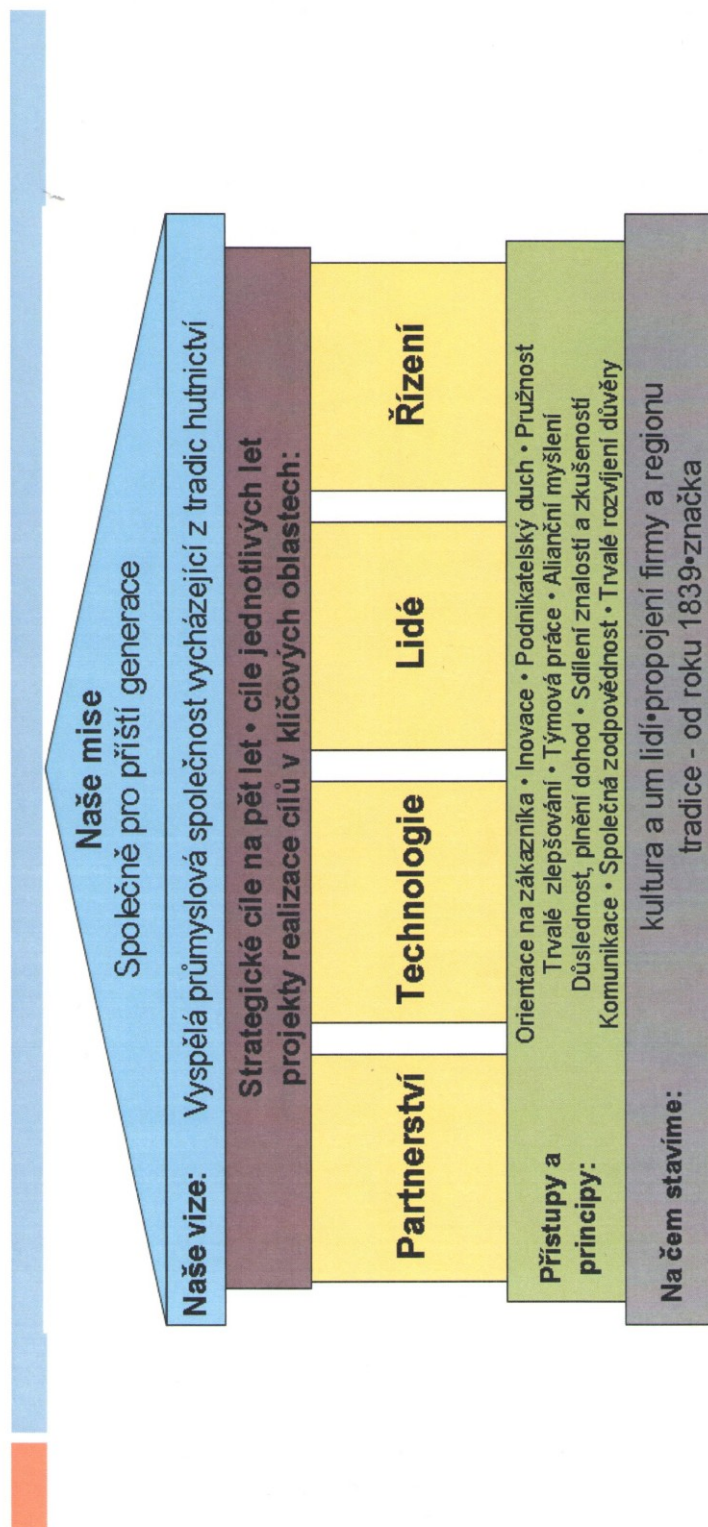 Naše mise
Společně pro příští generace
Naše vize: Vyspělá průmyslová společnost vycházející z tradic hutnictví
Strategické cíle na pět let • cíle jednotlivých let
projekty realizace cílů v klíčových oblastech:
Partnerství
Technologie
Lidé
Řízení
Přístupy a
principy:
Orientace na zákazníka • Inovace • Podnikatelský duch • Pružnost
Trvalé zlepšování • Týmová práce • Alianční myšlení
Důslednost, plnění dohod • Sdílení znalostí a zkušeností
Komunikace • Společná zodpovědnost • Trvalé rozvíjení důvěry
Na čem stavíme:
kultura a um lidí•propojení firmy a regionu
tradice - od roku 1839•značka